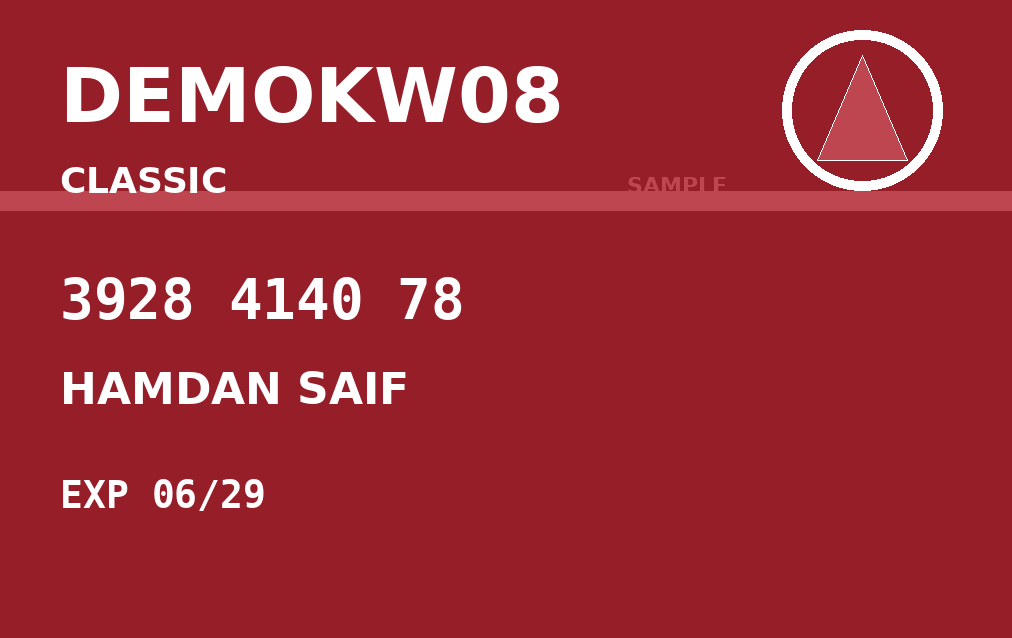 DEMOKW08
CLASSIC
SAMPLE
3928 4140 78
HAMDAN SAIF
EXP 06/29